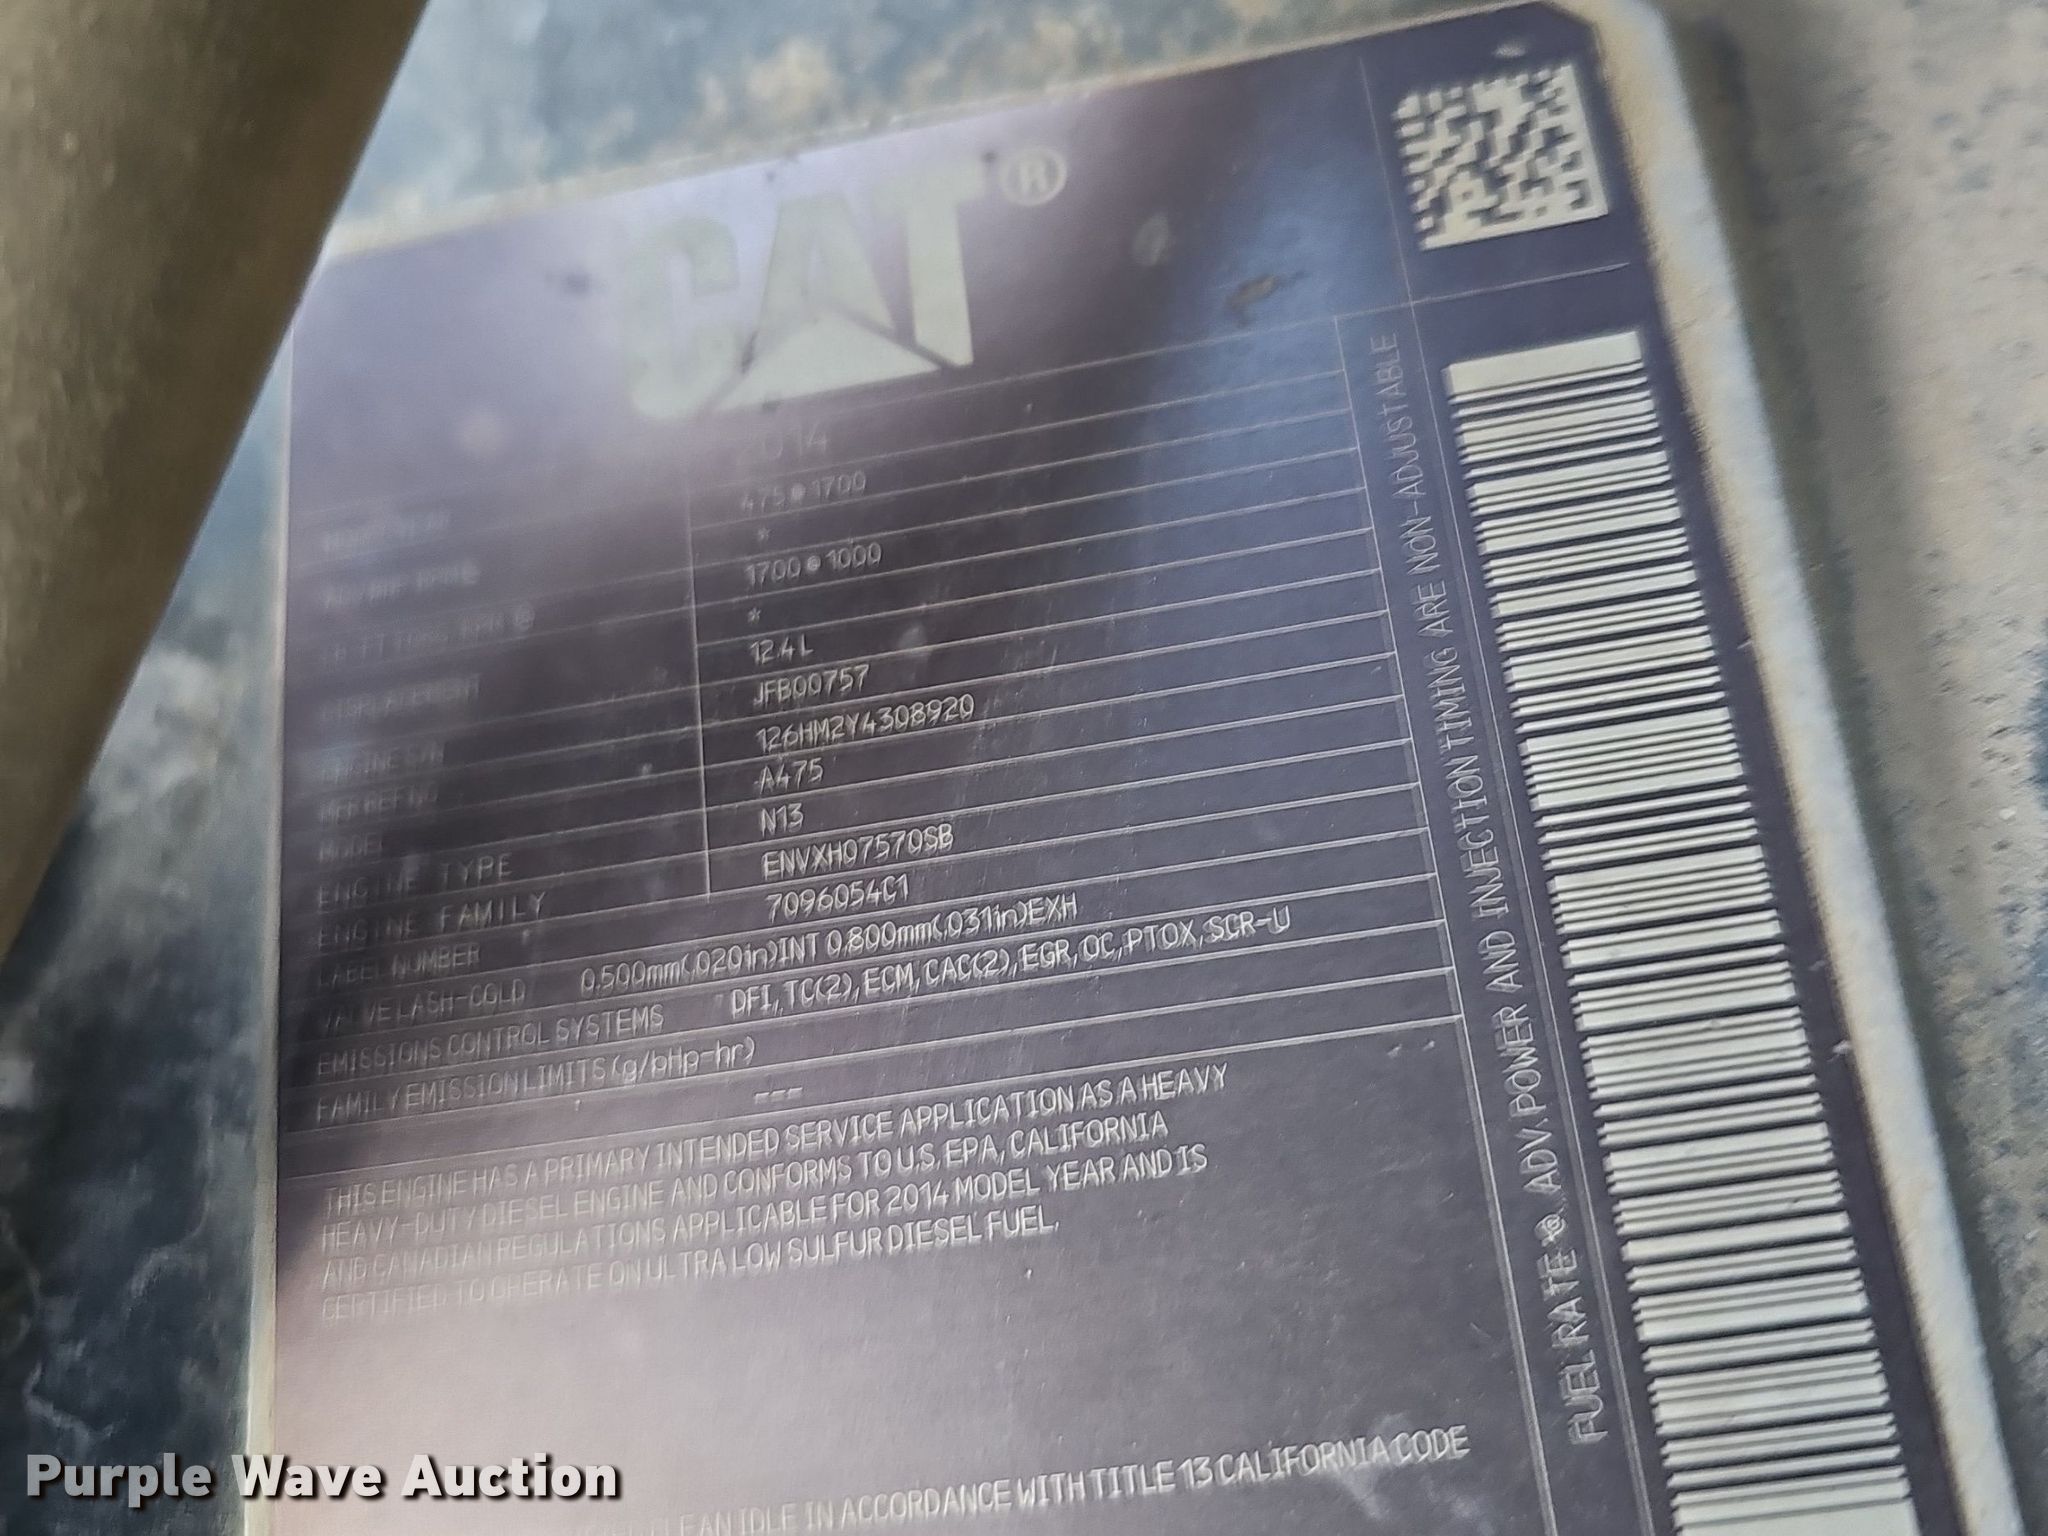 CAT®
2014
475@1700
*
1700@1000
*
12.4 L
JFB00757
126HM2Y4308920
MODEL A475
ENGINE TYPE N13
ENGINE FAMILY ENVXH07570SB
LABEL NUMBER 7096054C1
VALVE LASH-COLD 0.500mm(.020in)INT 0.800mm(.031in)EXH
EMISSIONS CONTROL SYSTEMS DFI,TC(2),ECM,CAC(2),EGR,OC,PTOX,SCR-U
FAMILY EMISSION LIMITS (g/bHp-hr)
---
THIS ENGINE HAS A PRIMARY INTENDED SERVICE APPLICATION AS A HEAVY
HEAVY-DUTY DIESEL ENGINE AND CONFORMS TO U.S. EPA, CALIFORNIA
AND CANADIAN REGULATIONS APPLICABLE FOR 2014 MODEL YEAR AND IS
CERTIFIED TO OPERATE ON ULTRA LOW SULFUR DIESEL FUEL.
CLEAN IDLE IN ACCORDANCE WITH TITLE 13 CALIFORNIA CODE
FUEL RATE @ ADV. POWER AND INJECTION TIMING ARE NON-ADJUSTABLE
Purple Wave Auction